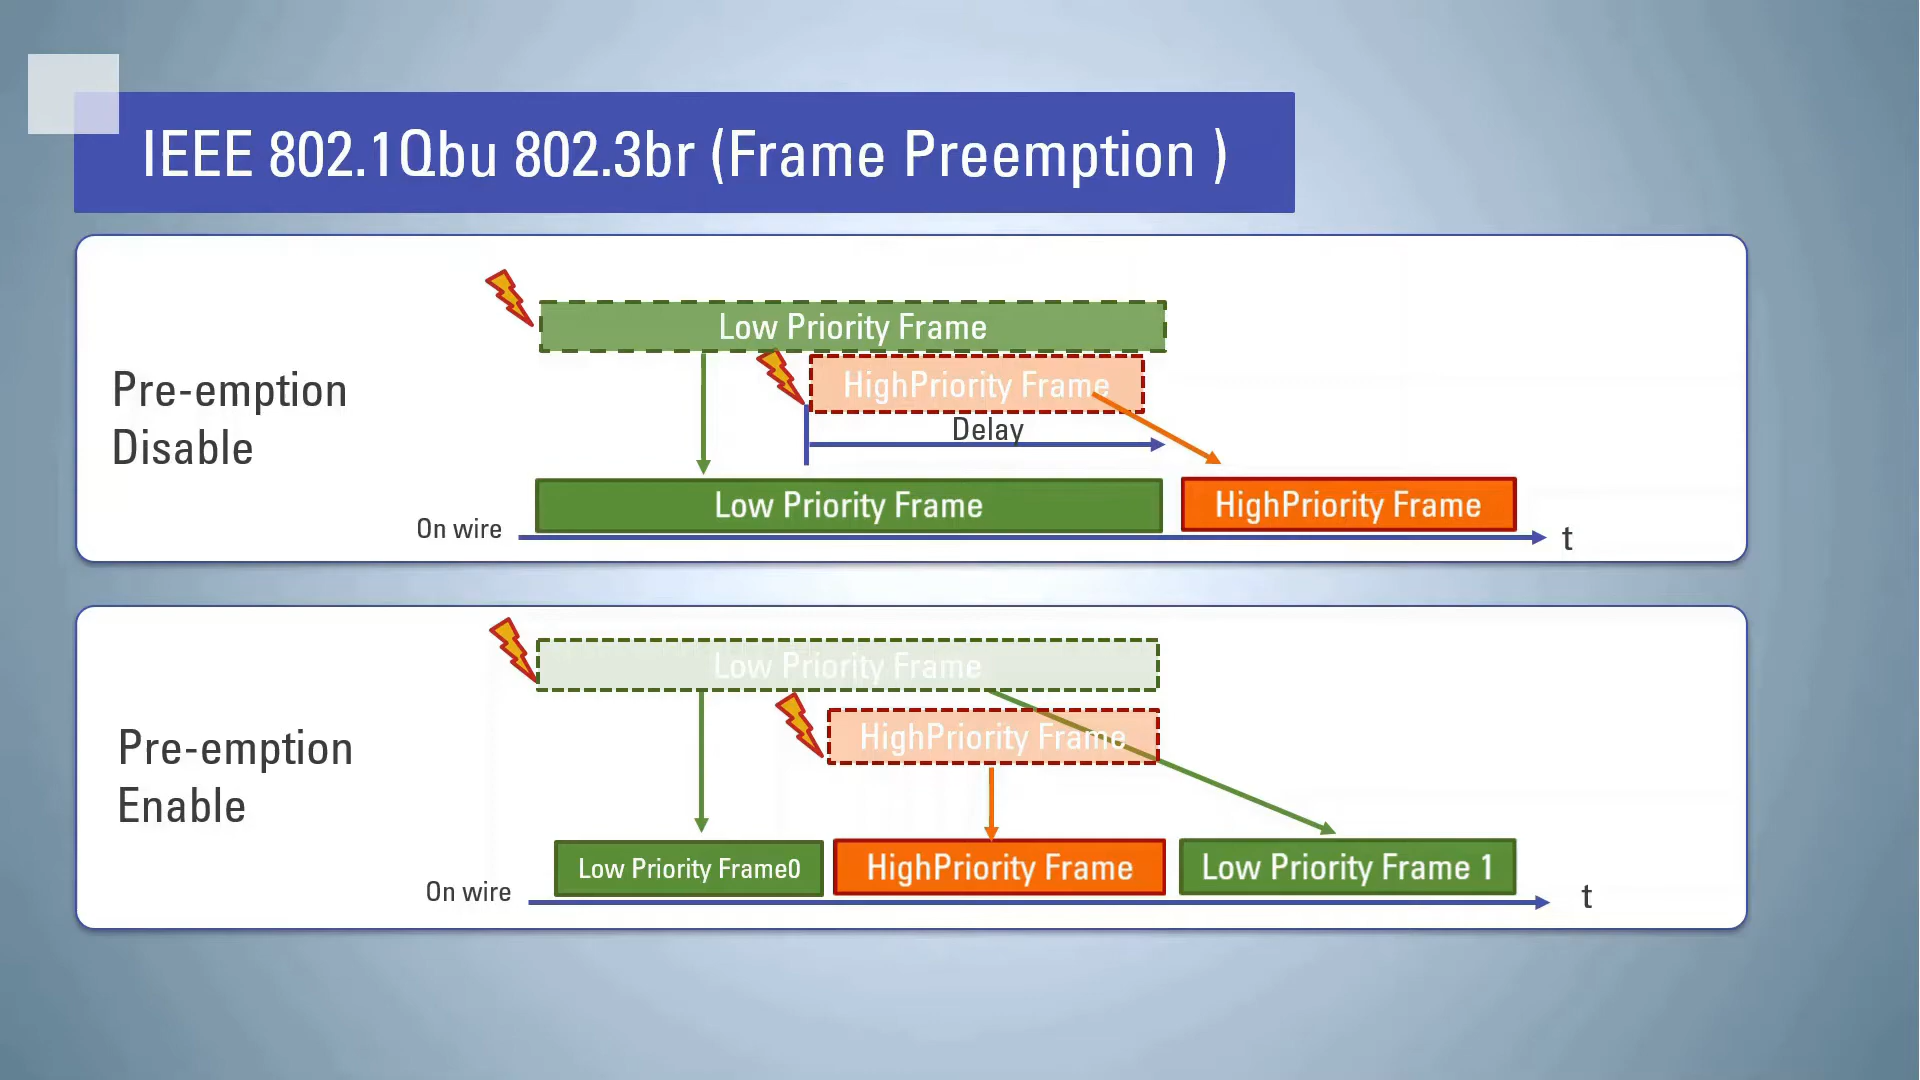 IEEE 802.1Qbu 802.3br (Frame Preemption )
Pre-emption
Disable
Low Priority Frame
HighPriority Frame
Delay
Low Priority Frame
HighPriority Frame
On wire
t
Pre-emption
Enable
Low Priority Frame
HighPriority Frame
Low Priority Frame0
HighPriority Frame
Low Priority Frame 1
On wire
t